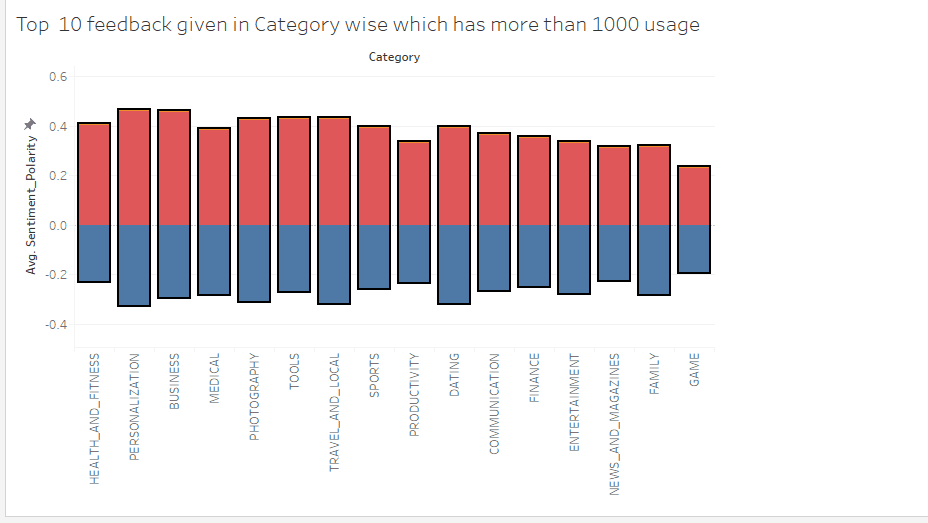 Top 10 feedback given in Category wise which has more than 1000 usage
Category
Avg. Sentiment_Polarity
0.6
0.4
0.2
0.0
-0.2
-0.4
HEALTH_AND_FITNESS
PERSONALIZATION
BUSINESS
MEDICAL
PHOTOGRAPHY
TOOLS
TRAVEL_AND_LOCAL
SPORTS
PRODUCTIVITY
DATING
COMMUNICATION
FINANCE
ENTERTAINMENT
NEWS_AND_MAGAZINES
FAMILY
GAME